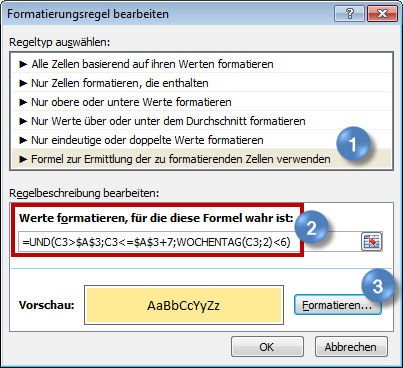 Formatierungsregel bearbeiten
Regeltyp auswählen:
► Alle Zellen basierend auf ihren Werten formatieren
► Nur Zellen formatieren, die enthalten
► Nur obere oder untere Werte formatieren
► Nur Werte über oder unter dem Durchschnitt formatieren
► Nur eindeutige oder doppelte Werte formatieren
► Formel zur Ermittlung der zu formatierenden Zellen verwenden
1
Regelbeschreibung bearbeiten:
Werte formatieren, für die diese Formel wahr ist:
2
=UND(C3>$A$3;C3<=$A$3+7;WOCHENTAG(C3;2)<6)
3
Vorschau: AaBbCcYyZz Formatieren...
OK Abbrechen